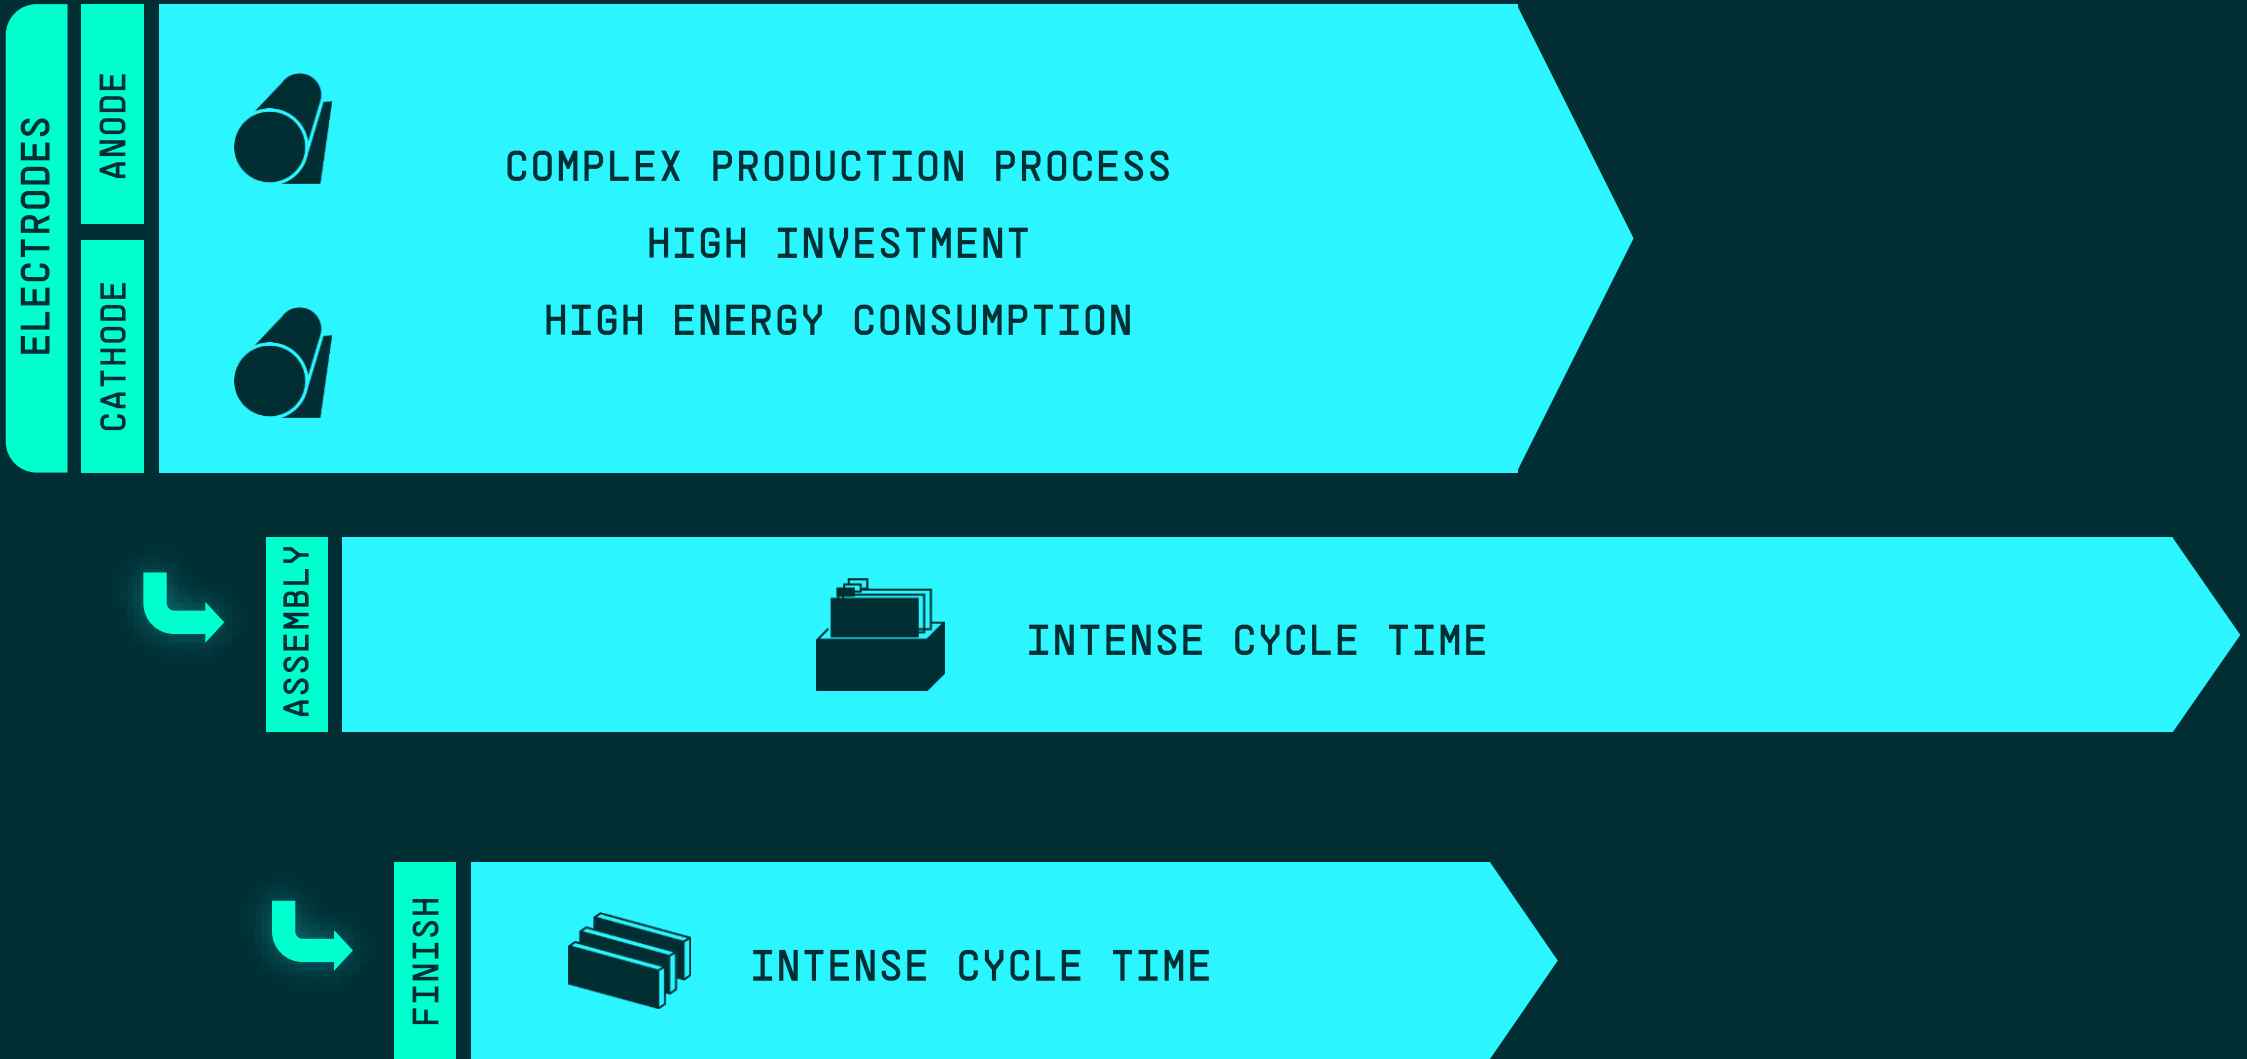 ELECTRODES
ANODE
CATHODE
COMPLEX PRODUCTION PROCESS
HIGH INVESTMENT
HIGH ENERGY CONSUMPTION
ASSEMBLY
INTENSE CYCLE TIME
FINISH
INTENSE CYCLE TIME